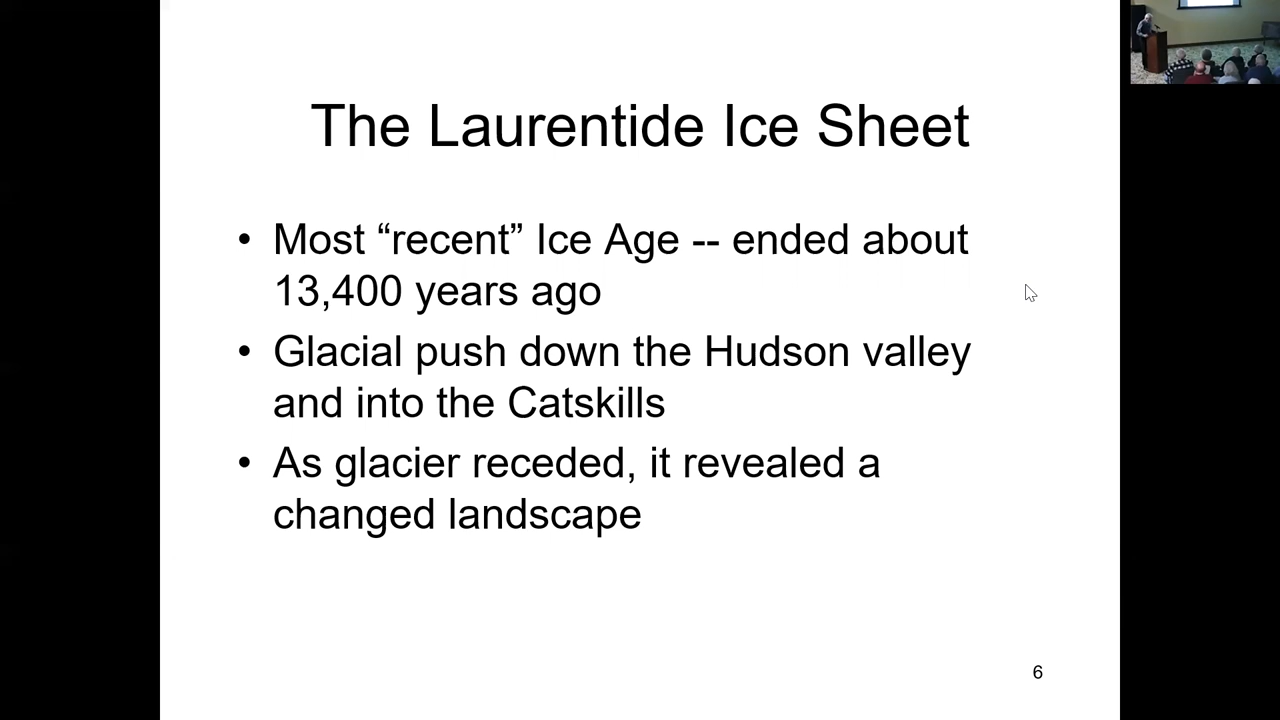 The Laurentide Ice Sheet
• Most “recent” Ice Age -- ended about
13,400 years ago
• Glacial push down the Hudson valley
and into the Catskills
• As glacier receded, it revealed a
changed landscape
6